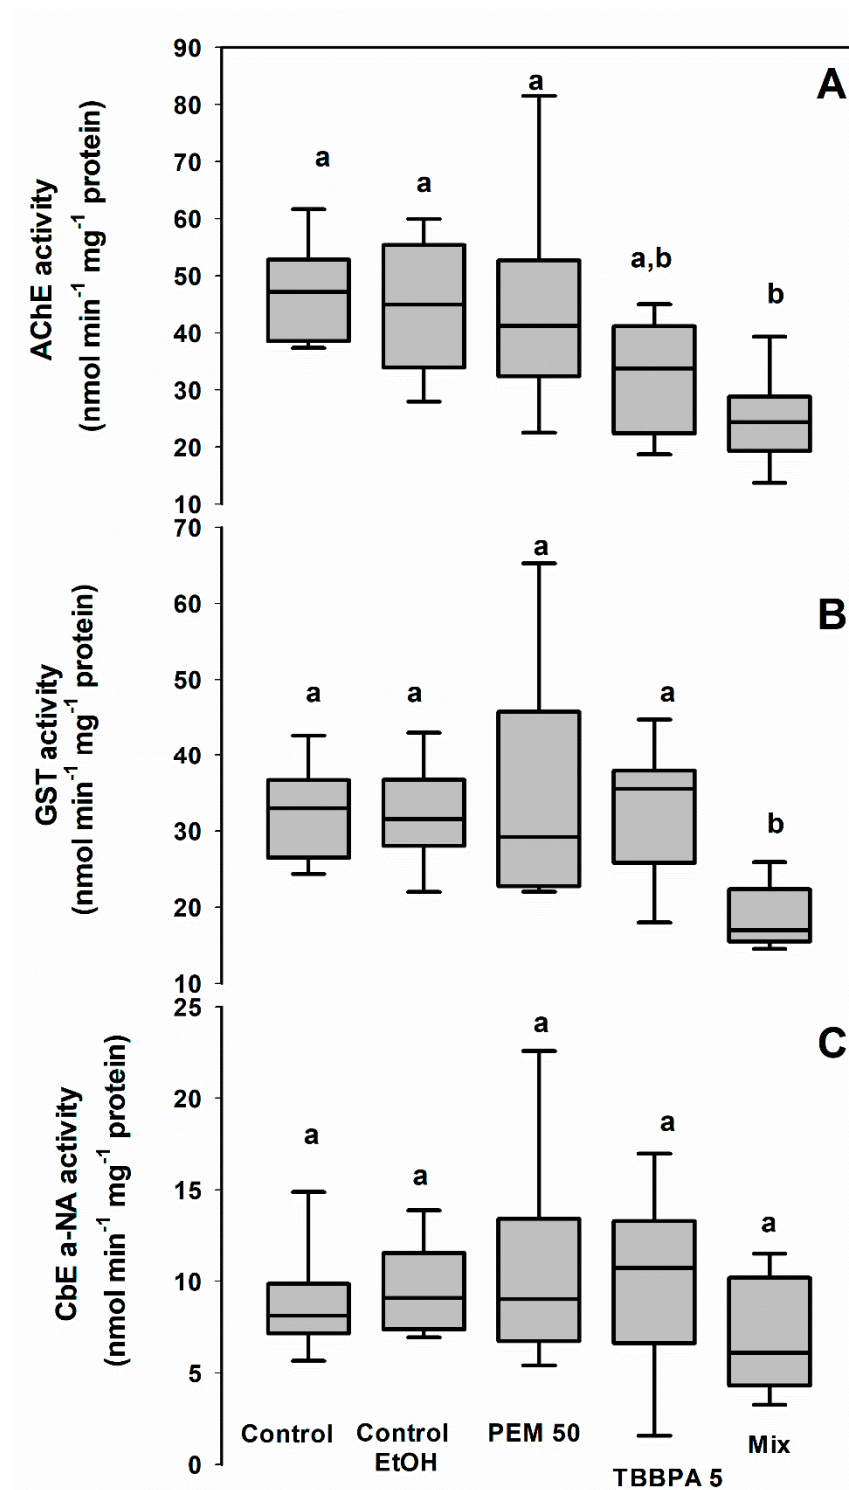 A
AChE activity
(nmol min-1 mg-1 protein)
90
80
70
60
50
40
30
20
10
a
a
a
a,b
b
B
GST activity
(nmol min-1 mg-1 protein)
70
60
50
40
30
20
10
a
a
a
a
b
C
CbE a-NA activity
(nmol min-1 mg-1 protein)
25
20
15
10
5
0
a
a
a
a
a
Control
Control
EtOH
PEM 50
TBBPA 5
Mix